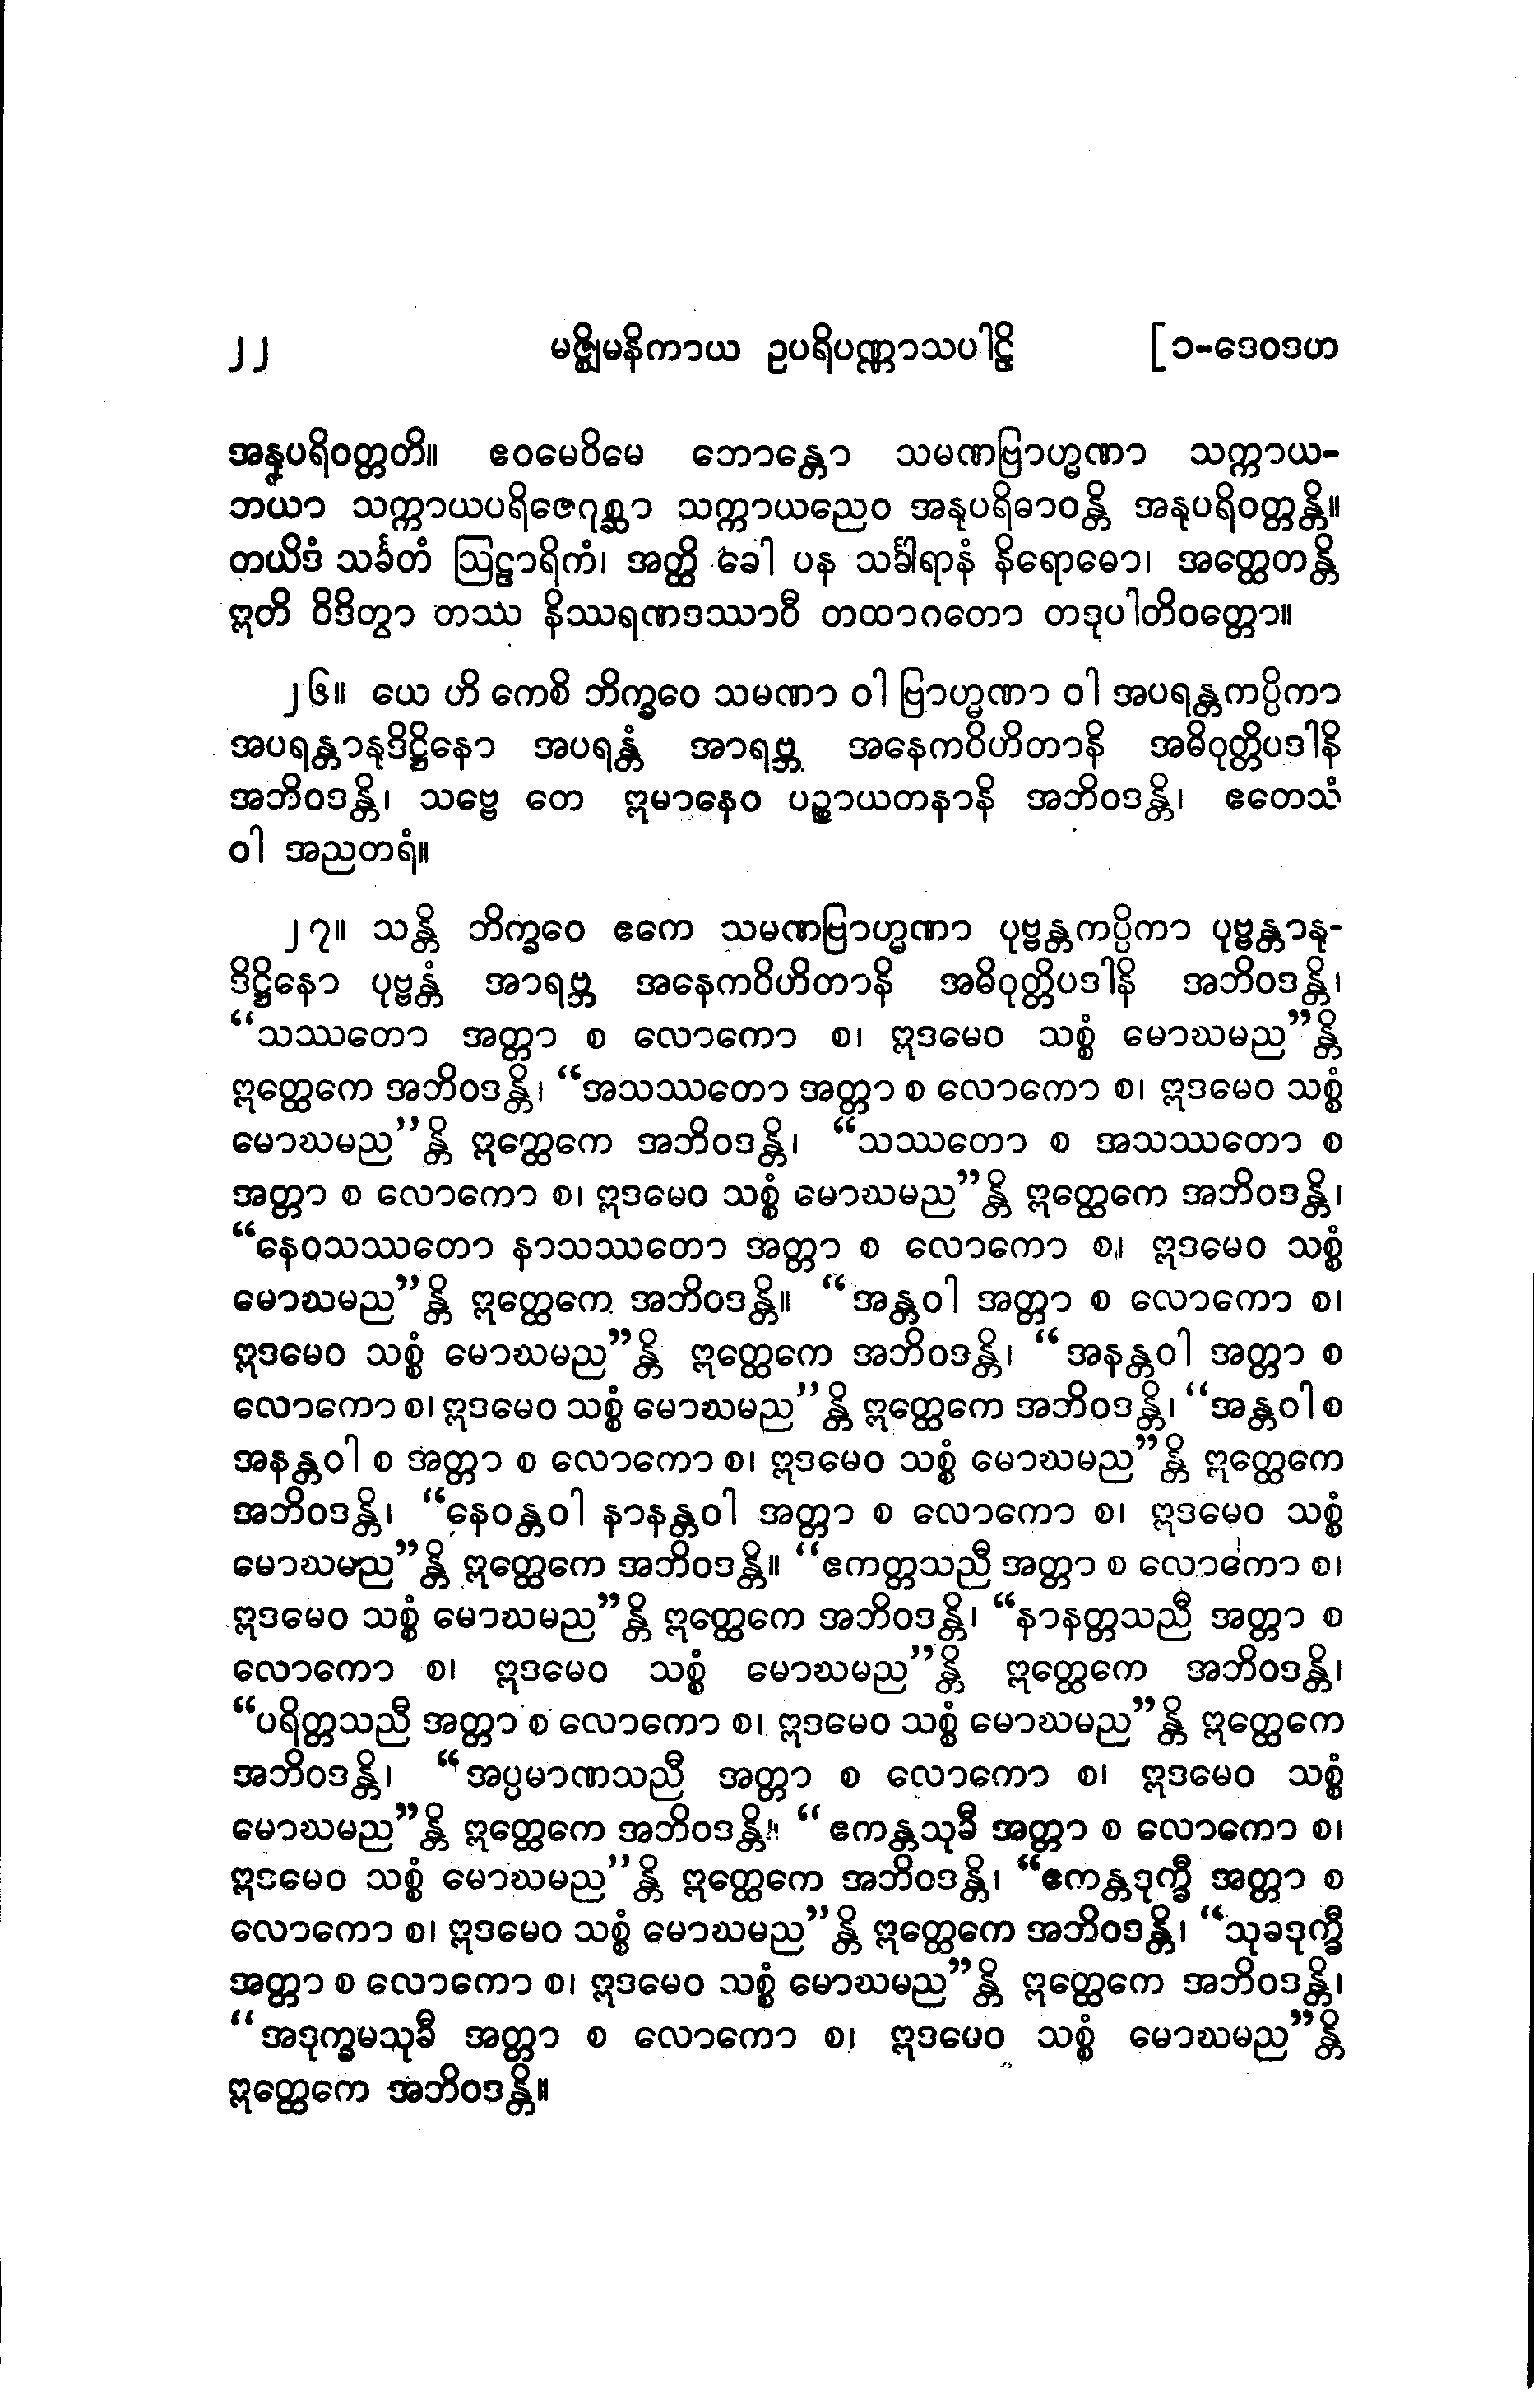 ၂၂ မဇ္ဈိမနိကာယ ဥပရိပဏ္ဏာသပါဠိ [၁-ဒေဝဒဟ
အနုပရိဝတ္တတိ။ ဧဝမေဝိမေ ဘောန္တော သမဏဗြာဟ္မဏာ သက္ကာယ-
ဘယာ သက္ကာယပရိဇေဂုစ္ဆာ သက္ကာယညေဝ အနုပရိဓာဝန္တိ အနုပရိဝတ္တန္တိ။
တယိဒံ သင်္ခတံ ဩဠာရိကံ၊ အတ္ထိ ခေါ ပန သင်္ခါရာနံ နိရောဓော၊ အတ္ထေတန္တိ
ဣတိ ဝိဒိတွာ တဿ နိဿရဏဒဿာဝီ တထာဂတော တဒုပါတိဝတ္တော။
၂၆။ ယေ ဟိ ကေစိ ဘိက္ခဝေ သမဏာ ဝါ ဗြာဟ္မဏာ ဝါ အပရန္တကပ္ပိကာ
အပရန္တာနုဒိဋ္ဌိနော အပရန္တံ အာရဗ္ဘ အနေကဝိဟိတာနိ အဓိဝုတ္တိပဒါနိ
အဘိဝဒန္တိ၊ သဗ္ဗေ တေ ဣမာနေဝ ပဉ္စာယတနာနိ အဘိဝဒန္တိ၊ ဧတေသံ
ဝါ အညတရံ။
၂၇။ သန္တိ ဘိက္ခဝေ ဧကေ သမဏဗြာဟ္မဏာ ပုဗ္ဗန္တကပ္ပိကာ ပုဗ္ဗန္တာနု-
ဒိဋ္ဌိနော ပုဗ္ဗန္တံ အာရဗ္ဘ အနေကဝိဟိတာနိ အဓိဝုတ္တိပဒါနိ အဘိဝဒန္တိ၊
“သဿတော အတ္တာ စ လောကော စ၊ ဣဒမေဝ သစ္စံ မောဃမည”န္တိ
ဣတ္ထေကေ အဘိဝဒန္တိ၊ “အသဿတော အတ္တာ စ လောကော စ၊ ဣဒမေဝ သစ္စံ
မောဃမည”န္တိ ဣတ္ထေကေ အဘိဝဒန္တိ၊ “သဿတော စ အသဿတော စ
အတ္တာ စ လောကော စ၊ ဣဒမေဝ သစ္စံ မောဃမည”န္တိ ဣတ္ထေကေ အဘိဝဒန္တိ၊
“နေဝသဿတော နာသဿတော အတ္တာ စ လောကော စ၊ ဣဒမေဝ သစ္စံ
မောဃမည”န္တိ ဣတ္ထေကေ အဘိဝဒန္တိ။ “အန္တဝါ အတ္တာ စ လောကော စ၊
ဣဒမေဝ သစ္စံ မောဃမည”န္တိ ဣတ္ထေကေ အဘိဝဒန္တိ၊ “အနန္တဝါ အတ္တာ စ
လောကော စ၊ ဣဒမေဝ သစ္စံ မောဃမည”န္တိ ဣတ္ထေကေ အဘိဝဒန္တိ၊ “အန္တဝါ စ
အနန္တဝါ စ အတ္တာ စ လောကော စ၊ ဣဒမေဝ သစ္စံ မောဃမည”န္တိ ဣတ္ထေကေ
အဘိဝဒန္တိ၊ “နေဝန္တဝါ နာနန္တဝါ အတ္တာ စ လောကော စ၊ ဣဒမေဝ သစ္စံ
မောဃမည”န္တိ ဣတ္ထေကေ အဘိဝဒန္တိ။ “ဧကတ္တသညီ အတ္တာ စ လောကော စ၊
ဣဒမေဝ သစ္စံ မောဃမည”န္တိ ဣတ္ထေကေ အဘိဝဒန္တိ၊ “နာနတ္တသညီ အတ္တာ စ
လောကော စ၊ ဣဒမေဝ သစ္စံ မောဃမည”န္တိ ဣတ္ထေကေ အဘိဝဒန္တိ၊
“ပရိတ္တသညီ အတ္တာ စ လောကော စ၊ ဣဒမေဝ သစ္စံ မောဃမည”န္တိ ဣတ္ထေကေ
အဘိဝဒန္တိ၊ “အပ္ပမာဏသညီ အတ္တာ စ လောကော စ၊ ဣဒမေဝ သစ္စံ
မောဃမည”န္တိ ဣတ္ထေကေ အဘိဝဒန္တိ။ “ဧကန္တသုခီ အတ္တာ စ လောကော စ၊
ဣဒမေဝ သစ္စံ မောဃမည”န္တိ ဣတ္ထေကေ အဘိဝဒန္တိ၊ “ဧကန္တဒုက္ခီ အတ္တာ စ
လောကော စ၊ ဣဒမေဝ သစ္စံ မောဃမည”န္တိ ဣတ္ထေကေ အဘိဝဒန္တိ၊ “သုခဒုက္ခီ
အတ္တာ စ လောကော စ၊ ဣဒမေဝ သစ္စံ မောဃမည”န္တိ ဣတ္ထေကေ အဘိဝဒန္တိ၊
“အဒုက္ခမသုခီ အတ္တာ စ လောကော စ၊ ဣဒမေဝ သစ္စံ မောဃမည”န္တိ
ဣတ္ထေကေ အဘိဝဒန္တိ။